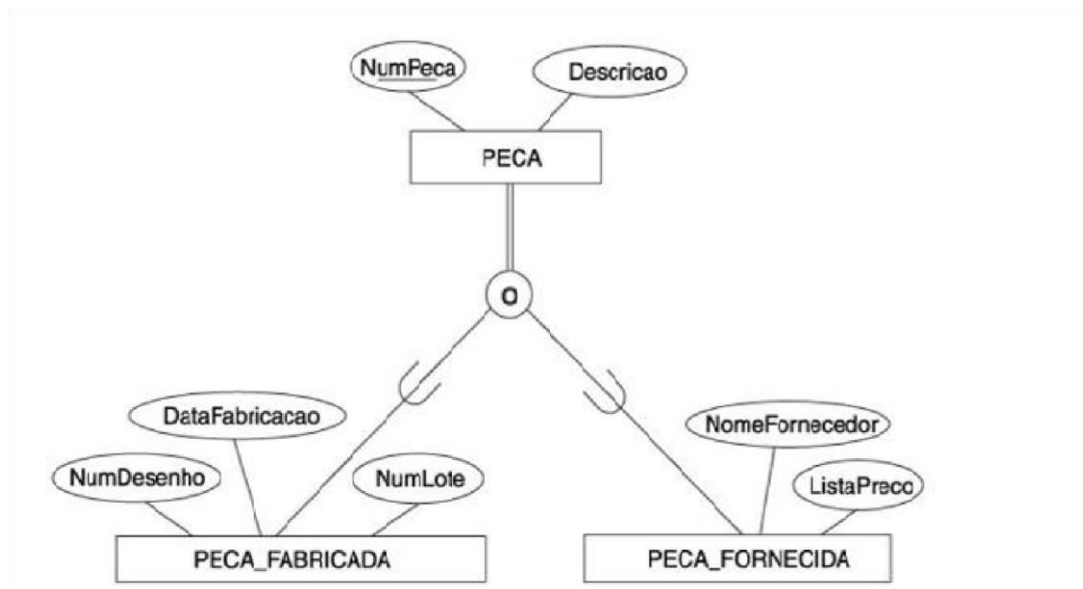 NumPeca
Descricao
PECA
O
DataFabricacao
NumDesenho
NumLote
PECA_FABRICADA
NomeFornecedor
ListaPreco
PECA_FORNECIDA